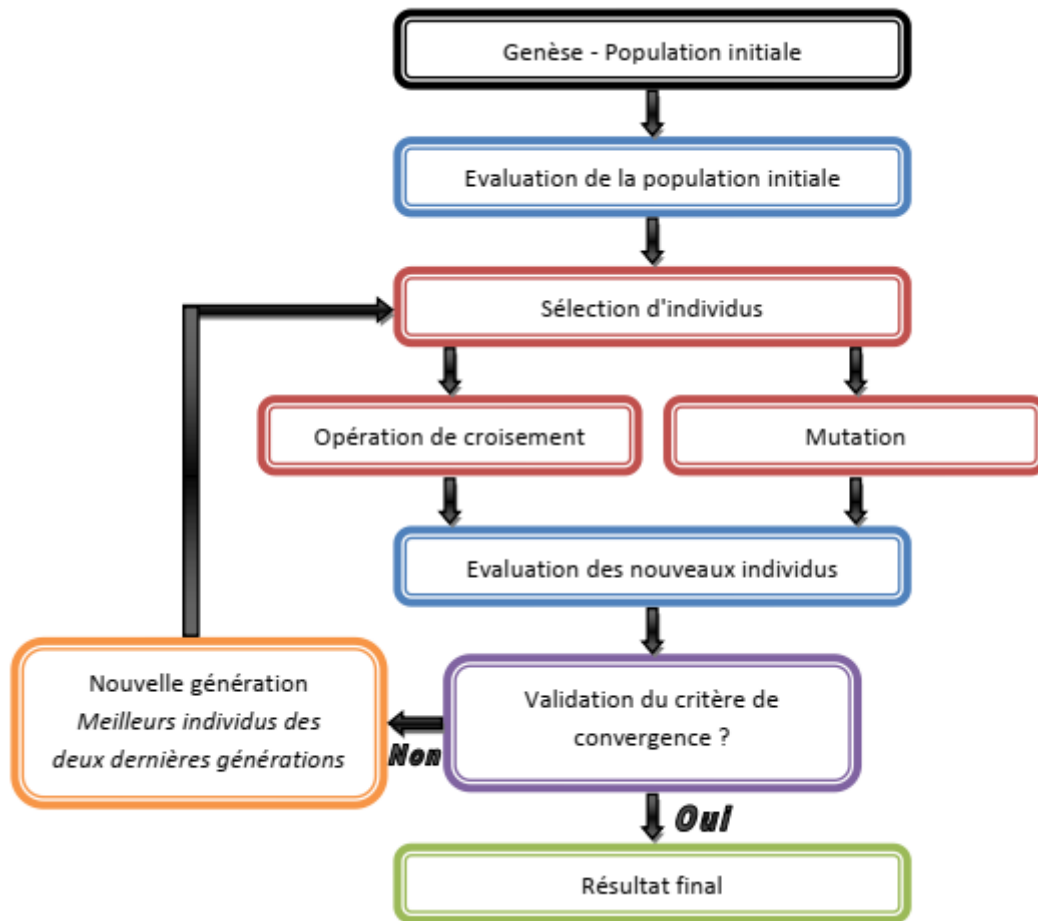 Genèse - Population initiale
Evaluation de la population initiale
Sélection d'individus
Opération de croisement
Mutation
Evaluation des nouveaux individus
Nouvelle génération
Meilleurs individus des
deux dernières générations
Non
Validation du critère de
convergence ?
Oui
Résultat final